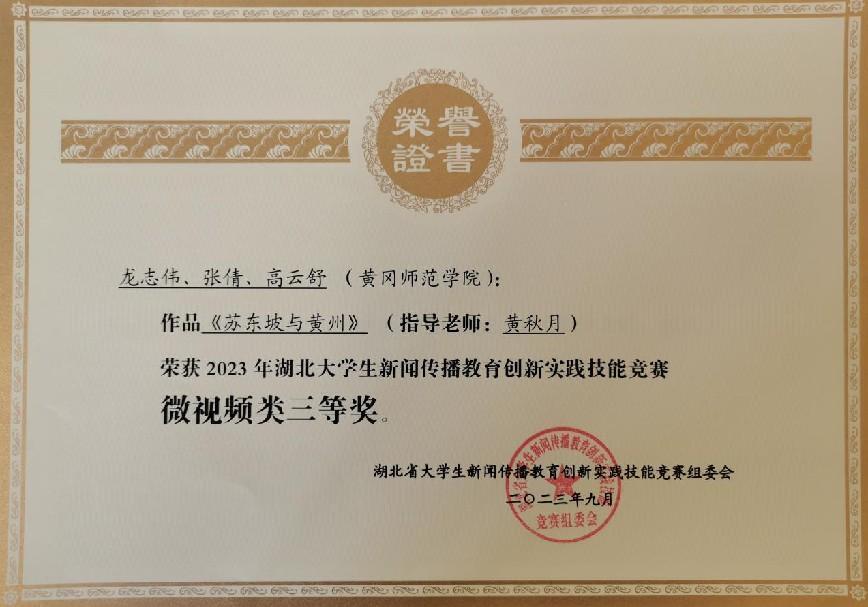 榮譽
證書
龙志伟、张倩、高云舒（黄冈师范学院）：
作品《苏东坡与黄州》（指导老师：黄秋月）
荣获2023年湖北大学生新闻传播教育创新实践技能竞赛
微视频类三等奖。
湖北省大学生新闻传播教育创新实践技能竞赛组委会
二〇二三年九月
竞赛组委会